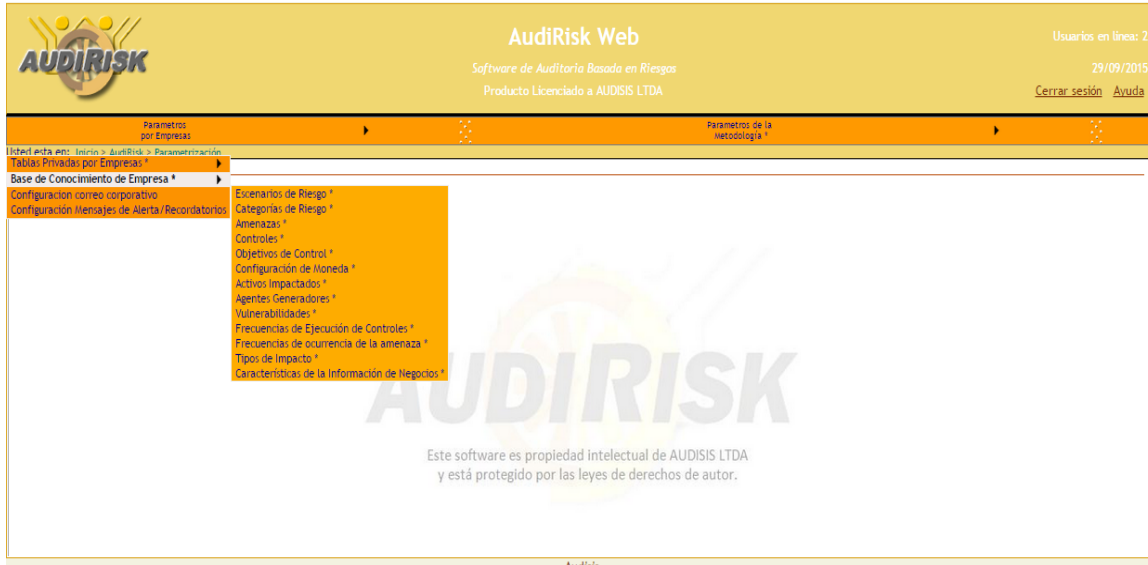 AUDIRISK
AudiRisk Web
Software de Auditoria Basada en Riesgos
Producto Licenciado a AUDISIS LTDA
Usuarios en línea: 2
29/09/2015
Cerrar sesión Ayuda
Parametros
por Empresas
Parametros de la
Metodología *
Usted esta en: Inicio > AudiRisk > Parametrización
Tablas Privadas por Empresas *
Base de Conocimiento de Empresa *
Configuracion correo corporativo
Configuración Mensajes de Alerta/Recordatorios
Escenarios de Riesgo *
Categorías de Riesgo *
Amenazas *
Controles *
Objetivos de Control *
Configuración de Moneda *
Activos Impactados *
Agentes Generadores *
Vulnerabilidades *
Frecuencias de Ejecución de Controles *
Frecuencias de ocurrencia de la amenaza *
Tipos de Impacto *
Características de la Información de Negocios *
AUDIRISK
Este software es propiedad intelectual de AUDISIS LTDA
y está protegido por las leyes de derechos de autor.